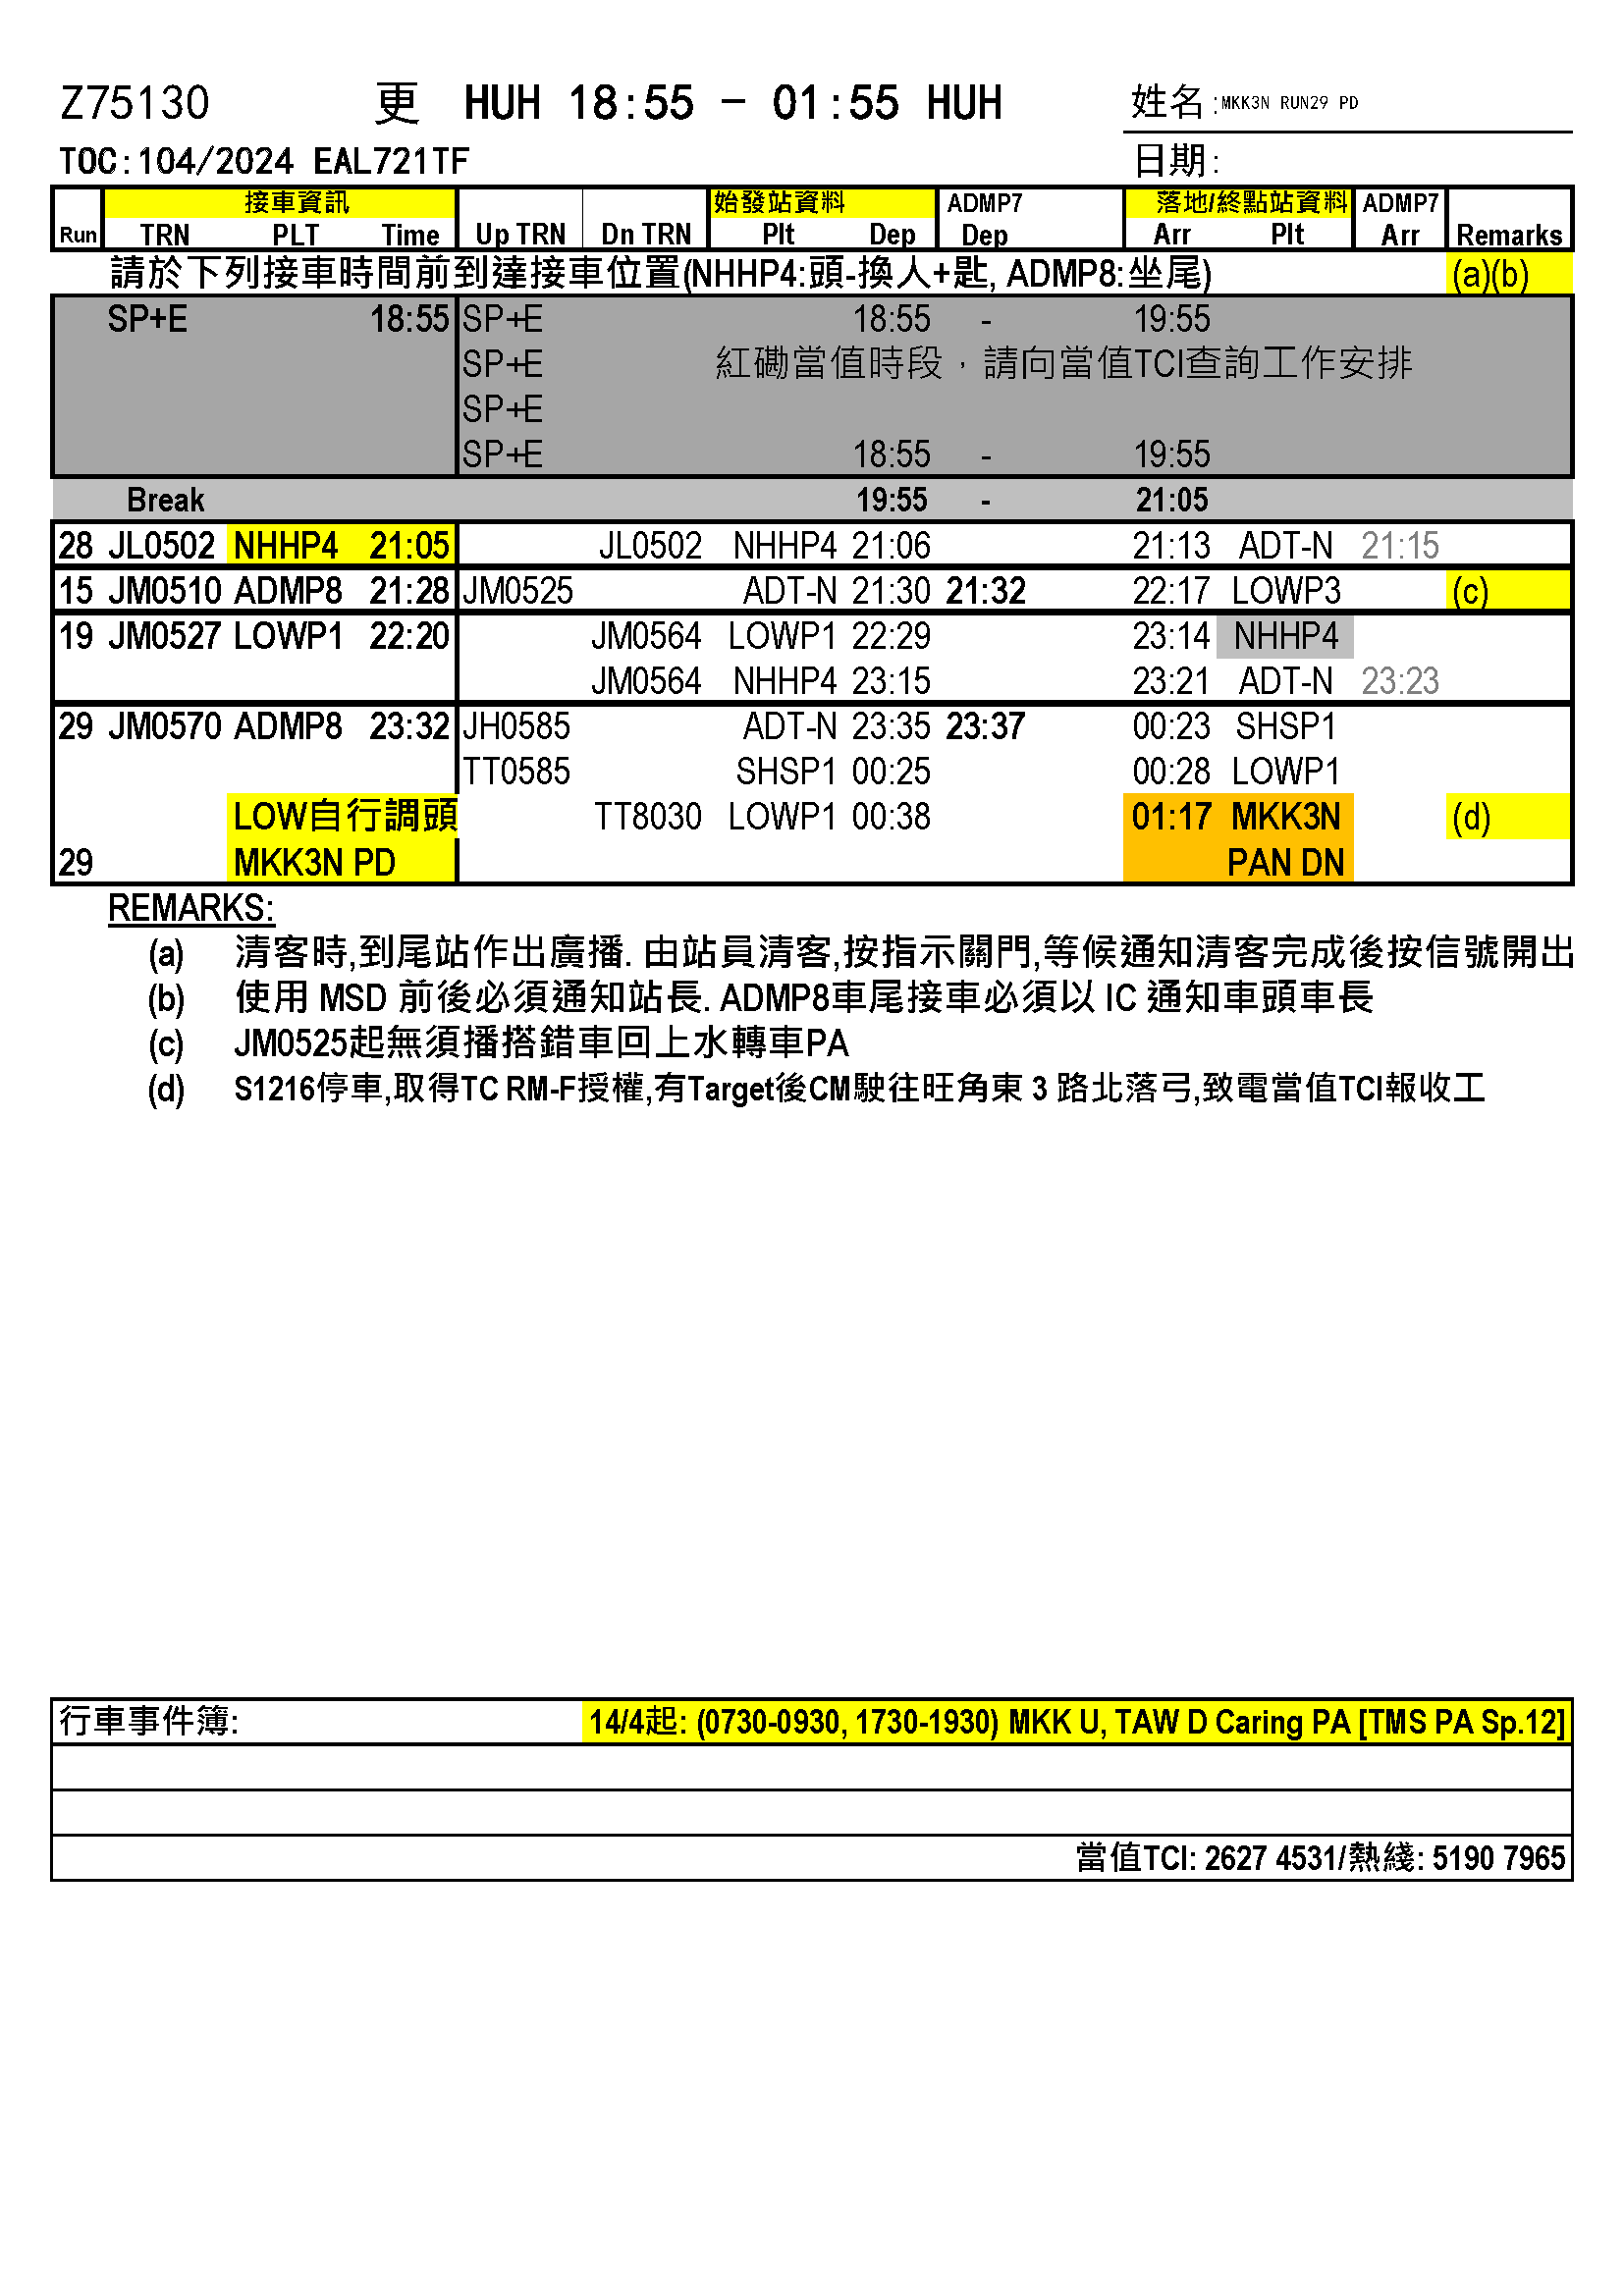 Z75130 更 HUH 18:55 - 01:55 HUH 姓名:MKK3N RUN29 PD
TOC:104/2024 EAL721TF 日期:
接車資訊 始發站資料 ADMP7 落地/終點站資料 ADMP7
Run TRN PLT Time Up TRN Dn TRN Plt Dep Dep Arr Plt Arr Remarks
請於下列接車時間前到達接車位置(NHHP4:頭-換人+匙, ADMP8:坐尾) (a)(b)
SP+E 18:55 SP+E 18:55 - 19:55
SP+E 紅磡當值時段，請向當值TCI查詢工作安排
SP+E
SP+E 18:55 - 19:55
Break 19:55 - 21:05
28 JL0502 NHHP4 21:05 JL0502 NHHP4 21:06 21:13 ADT-N 21:15
15 JM0510 ADMP8 21:28 JM0525 ADT-N 21:30 21:32 22:17 LOWP3 (c)
19 JM0527 LOWP1 22:20 JM0564 LOWP1 22:29 23:14 NHHP4
JM0564 NHHP4 23:15 23:21 ADT-N 23:23
29 JM0570 ADMP8 23:32 JH0585 ADT-N 23:35 23:37 00:23 SHSP1
TT0585 SHSP1 00:25 00:28 LOWP1
LOW自行調頭 TT8030 LOWP1 00:38 01:17 MKK3N (d)
29 MKK3N PD PAN DN
REMARKS:
(a) 清客時,到尾站作出廣播. 由站員清客,按指示關門,等候通知清客完成後按信號開出
(b) 使用 MSD 前後必須通知站長. ADMP8車尾接車必須以 IC 通知車頭車長
(c) JM0525起無須播搭錯車回上水轉車PA
(d) S1216停車,取得TC RM-F授權,有Target後CM駛往旺角東 3 路北落弓,致電當值TCI報收工
行車事件簿: 14/4起: (0730-0930, 1730-1930) MKK U, TAW D Caring PA [TMS PA Sp.12]
當值TCI: 2627 4531/熱綫: 5190 7965